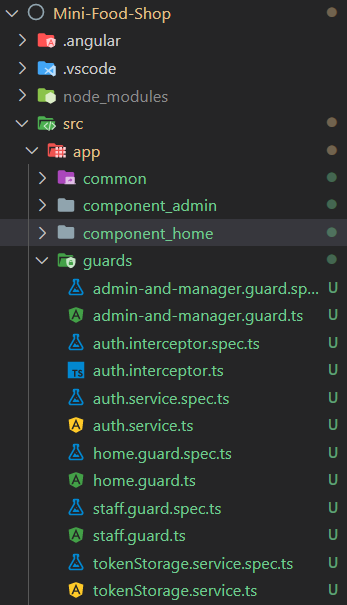 Mini-Food-Shop
.angular
.vscode
node_modules
src
app
common
component_admin
component_home
guards
admin-and-manager.guard.sp... U
admin-and-manager.guard.ts U
auth.interceptor.spec.ts U
TS auth.interceptor.ts U
auth.service.spec.ts U
auth.service.ts U
home.guard.spec.ts U
home.guard.ts U
staff.guard.spec.ts U
staff.guard.ts U
tokenStorage.service.spec.ts U
tokenStorage.service.ts U